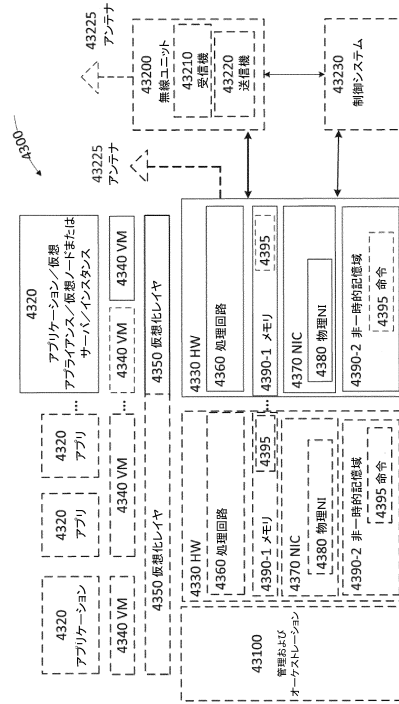 4300
4320
アプリケーション
4320
アプリ
4320
アプリ
4320
アプリケーション／仮想
アプライアンス／仮想ノードまたは
サーバ／インスタンス
4340 VM
4340 VM
4340 VM
4340 VM
4350 仮想化レイヤ
4350 仮想化レイヤ
43100
管理および
オーケストレーション
4330 HW
4360 処理回路
4390-1 メモリ
4395
4370 NIC
4380 物理NI
4390-2 非一時的記憶域
4395 命令
4330 HW
4360 処理回路
4390-1 メモリ
4395
4370 NIC
4380 物理NI
4390-2 非一時的記憶域
4395 命令
43225
アンテナ
43225
アンテナ
43200
無線ユニット
43210
受信機
43220
送信機
43230
制御システム